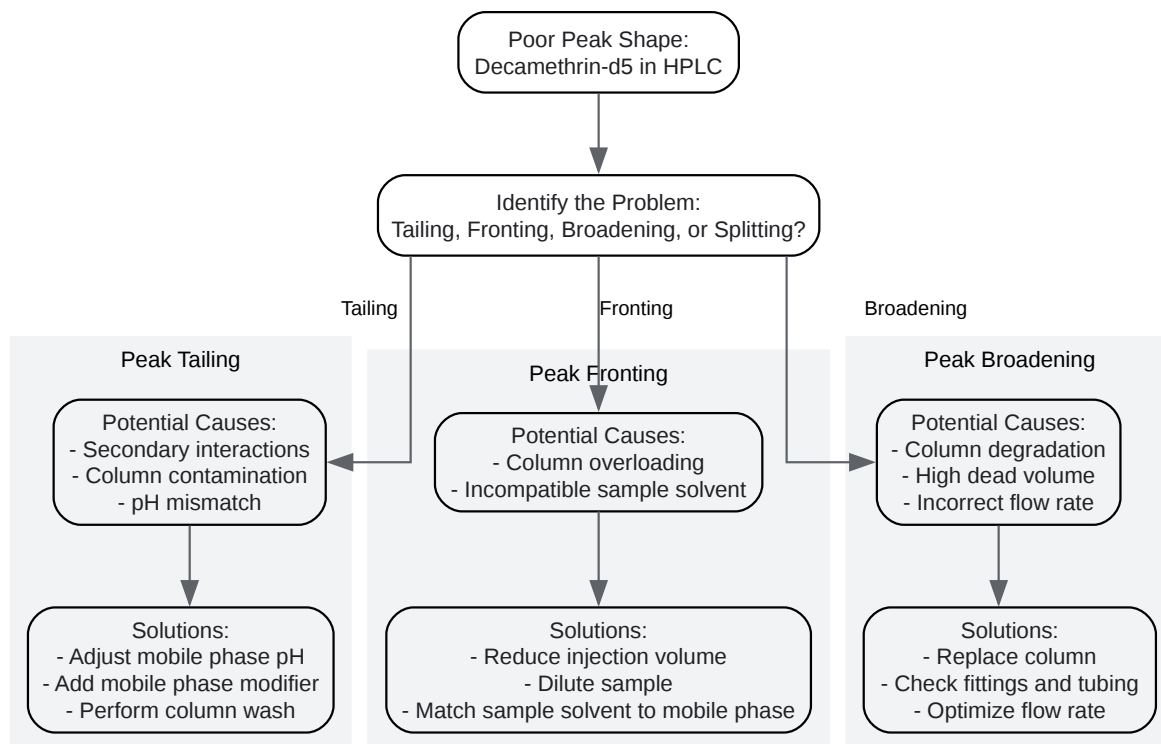 Poor Peak Shape:
Decamethrin-d5 in HPLC
Identify the Problem:
Tailing, Fronting, Broadening, or Splitting?
Tailing
Fronting
Broadening
Peak Tailing
Potential Causes:
- Secondary interactions
- Column contamination
- pH mismatch
Solutions:
- Adjust mobile phase pH
- Add mobile phase modifier
- Perform column wash
Peak Fronting
Potential Causes:
- Column overloading
- Incompatible sample solvent
Solutions:
- Reduce injection volume
- Dilute sample
- Match sample solvent to mobile phase
Peak Broadening
Potential Causes:
- Column degradation
- High dead volume
- Incorrect flow rate
Solutions:
- Replace column
- Check fittings and tubing
- Optimize flow rate